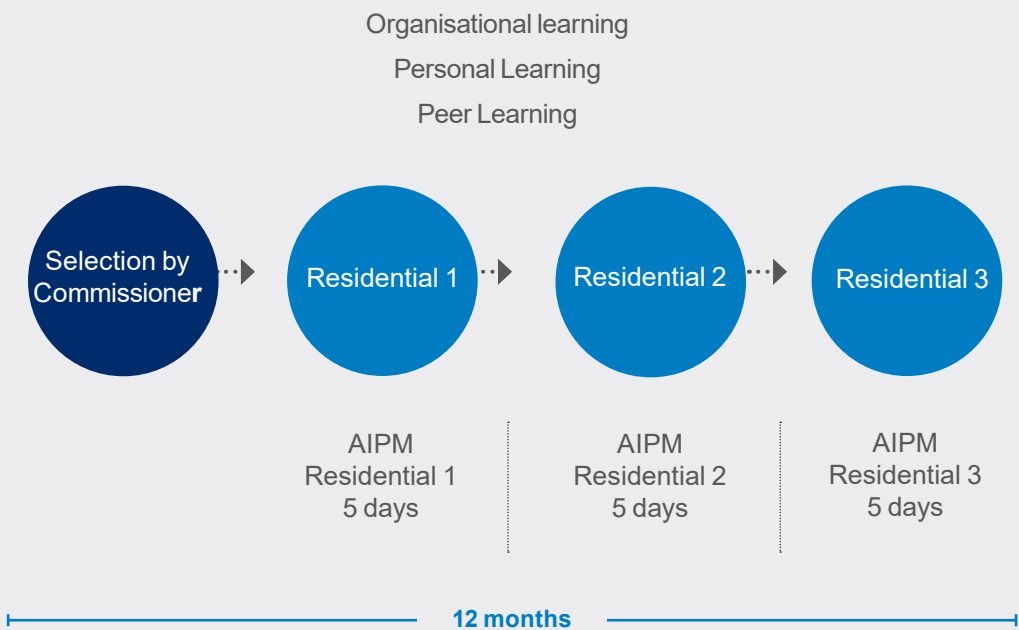 Organisational learning
Personal Learning
Peer Learning
Selection by
Commissioner
Residential 1
Residential 2
Residential 3
AIPM
Residential 1
5 days
AIPM
Residential 2
5 days
AIPM
Residential 3
5 days
12 months